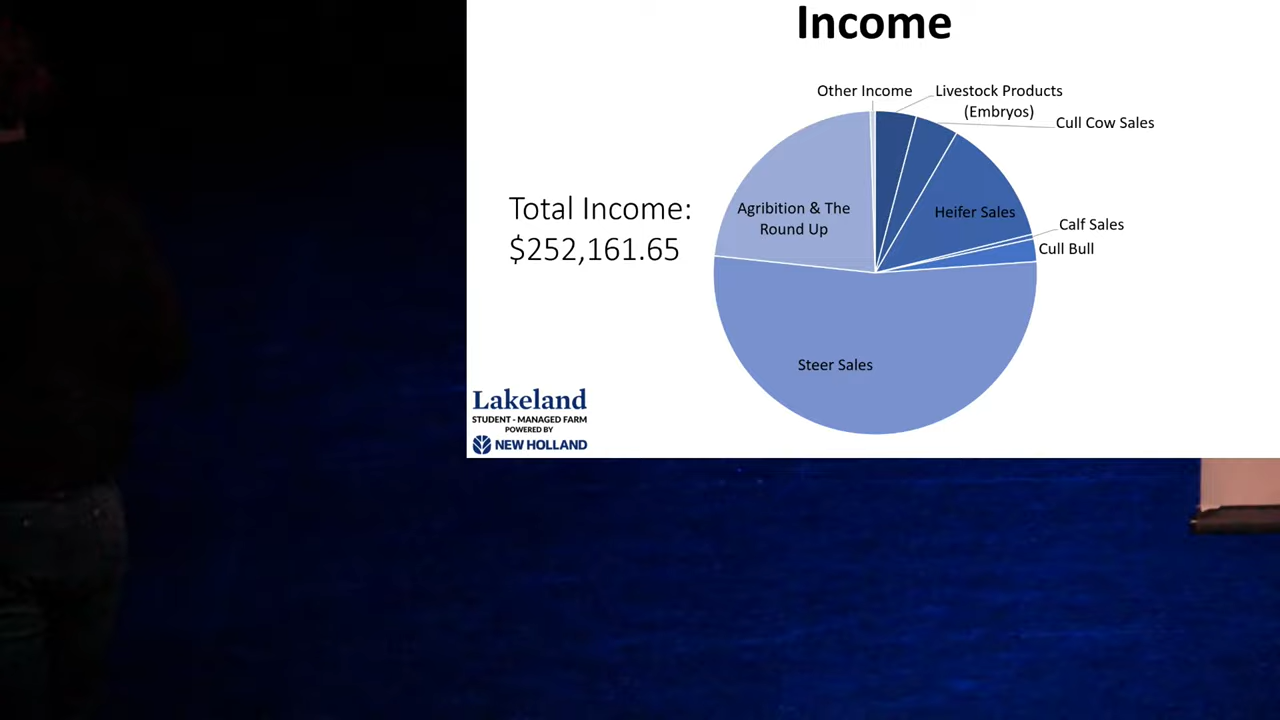 Income
Other Income
Livestock Products
(Embryos)
Cull Cow Sales
Total Income:
$252,161.65
Agribition & The
Round Up
Heifer Sales
Calf Sales
Cull Bull
Steer Sales
Lakeland
STUDENT - MANAGED FARM
POWERED BY
NEW HOLLAND